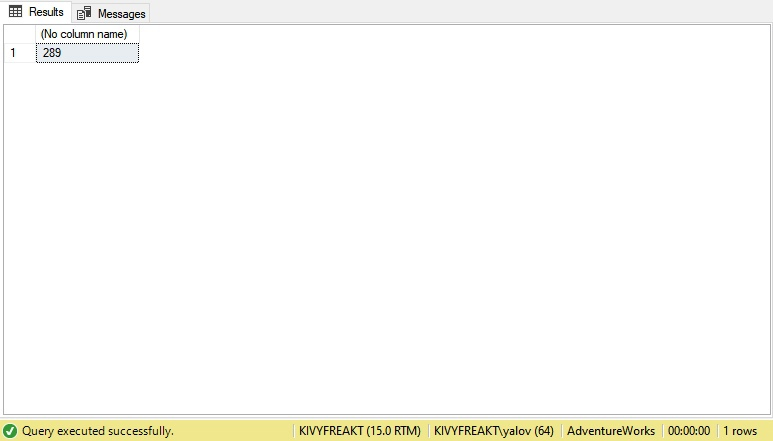 Results Messages
(No column name)
1 289
Query executed successfully. KIVYFREAKT (15.0 RTM) KIVYFREAKT\yalov (64) AdventureWorks 00:00:00 1 rows